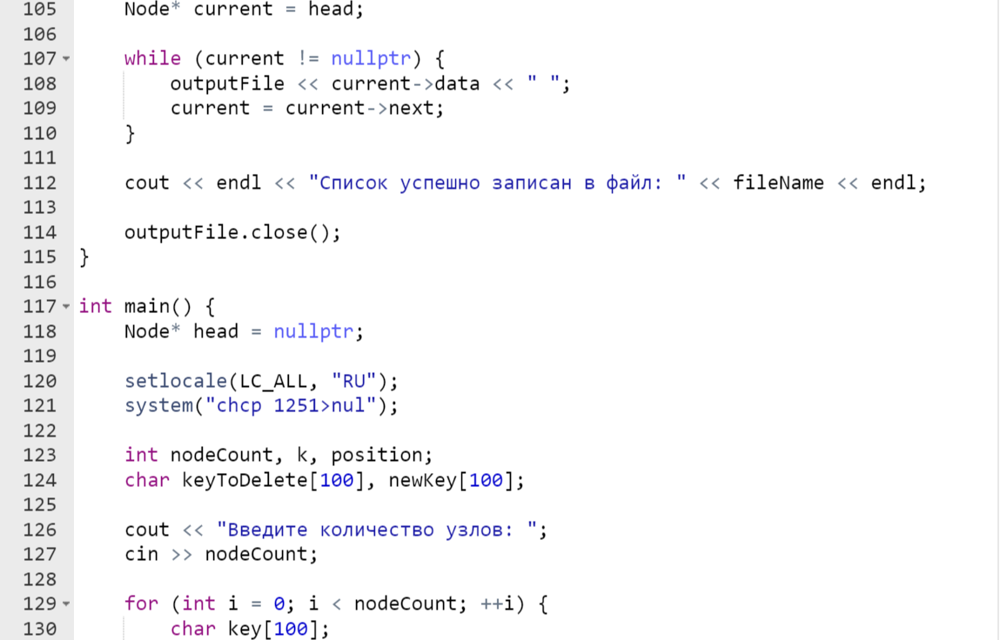 105     Node* current = head;
106
107     while (current != nullptr) {
108         outputFile << current->data << " ";
109         current = current->next;
110     }
111
112     cout << endl << "Список успешно записан в файл: " << fileName << endl;
113
114     outputFile.close();
115 }
116
117 int main() {
118     Node* head = nullptr;
119
120     setlocale(LC_ALL, "RU");
121     system("chcp 1251>nul");
122
123     int nodeCount, k, position;
124     char keyToDelete[100], newKey[100];
125
126     cout << "Введите количество узлов: ";
127     cin >> nodeCount;
128
129     for (int i = 0; i < nodeCount; ++i) {
130         char key[100];